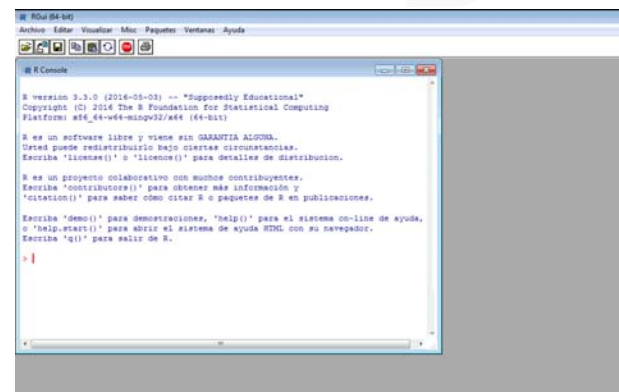 RGui (64-bit)
Archivo Editar Visualizar Misc Paquetes Ventanas Ayuda
R Console
R version 3.3.0 (2016-05-03) -- "Supposedly Educational"
Copyright (C) 2016 The R Foundation for Statistical Computing
Platform: x86_64-w64-mingw32/x64 (64-bit)
R es un software libre y viene sin GARANTIA ALGUNA.
Usted puede redistribuirlo bajo ciertas circunstancias.
Escriba 'license()' o 'licence()' para detalles de distribucion.
R es un proyecto colaborativo con muchos contribuyentes.
Escriba 'contributors()' para obtener más información y
'citation()' para saber cómo citar R o paquetes de R en publicaciones.
Escriba 'demo()' para demostraciones, 'help()' para el sistema on-line de ayuda,
o 'help.start()' para abrir el sistema de ayuda HTML con su navegador.
Escriba 'q()' para salir de R.
>